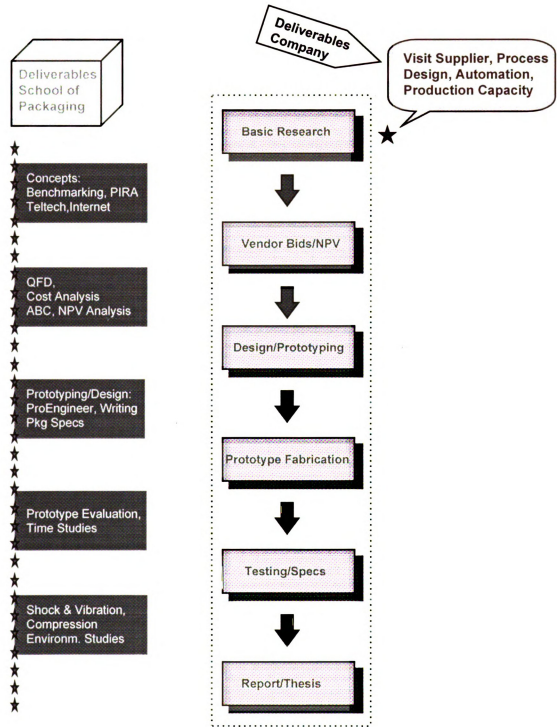 Deliverables
School of
Packaging
Concepts:
Benchmarking, PIRA
Teltech,Internet
QFD,
Cost Analysis
ABC, NPV Analysis
Prototyping/Design:
ProEngineer, Writing
Pkg Specs
Prototype Evaluation,
Time Studies
Shock & Vibration,
Compression
Environm. Studies
Deliverables
Company
Visit Supplier, Process
Design, Automation,
Production Capacity
Basic Research
Vendor Bids/NPV
Design/Prototyping
Prototype Fabrication
Testing/Specs
Report/Thesis